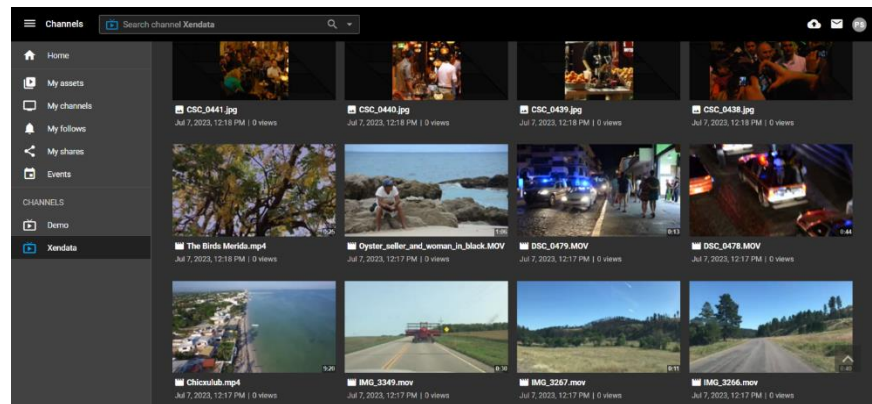 Channels
Search channel Xendata
PS
Home
My assets
My channels
My follows
My shares
Events
CHANNELS
Demo
Xendata
CSC_0441.jpg
Jul 7, 2023, 12:18 PM | 0 views
CSC_0440.jpg
Jul 7, 2023, 12:18 PM | 0 views
CSC_0439.jpg
Jul 7, 2023, 12:18 PM | 0 views
CSC_0438.jpg
Jul 7, 2023, 12:18 PM | 0 views
The Birds Merida.mp4
Jul 7, 2023, 12:18 PM | 0 views
Oyster_seller_and_woman_in_black.MOV
Jul 7, 2023, 12:17 PM | 0 views
0:13
DSC_0479.MOV
Jul 7, 2023, 12:17 PM | 0 views
0:44
DSC_0478.MOV
Jul 7, 2023, 12:17 PM | 0 views
Chicxulub.mp4
Jul 7, 2023, 12:17 PM | 0 views
IMG_3349.mov
Jul 7, 2023, 12:17 PM | 0 views
0:11
IMG_3267.mov
Jul 7, 2023, 12:17 PM | 0 views
IMG_3266.mov
Jul 7, 2023, 12:17 PM | 0 views